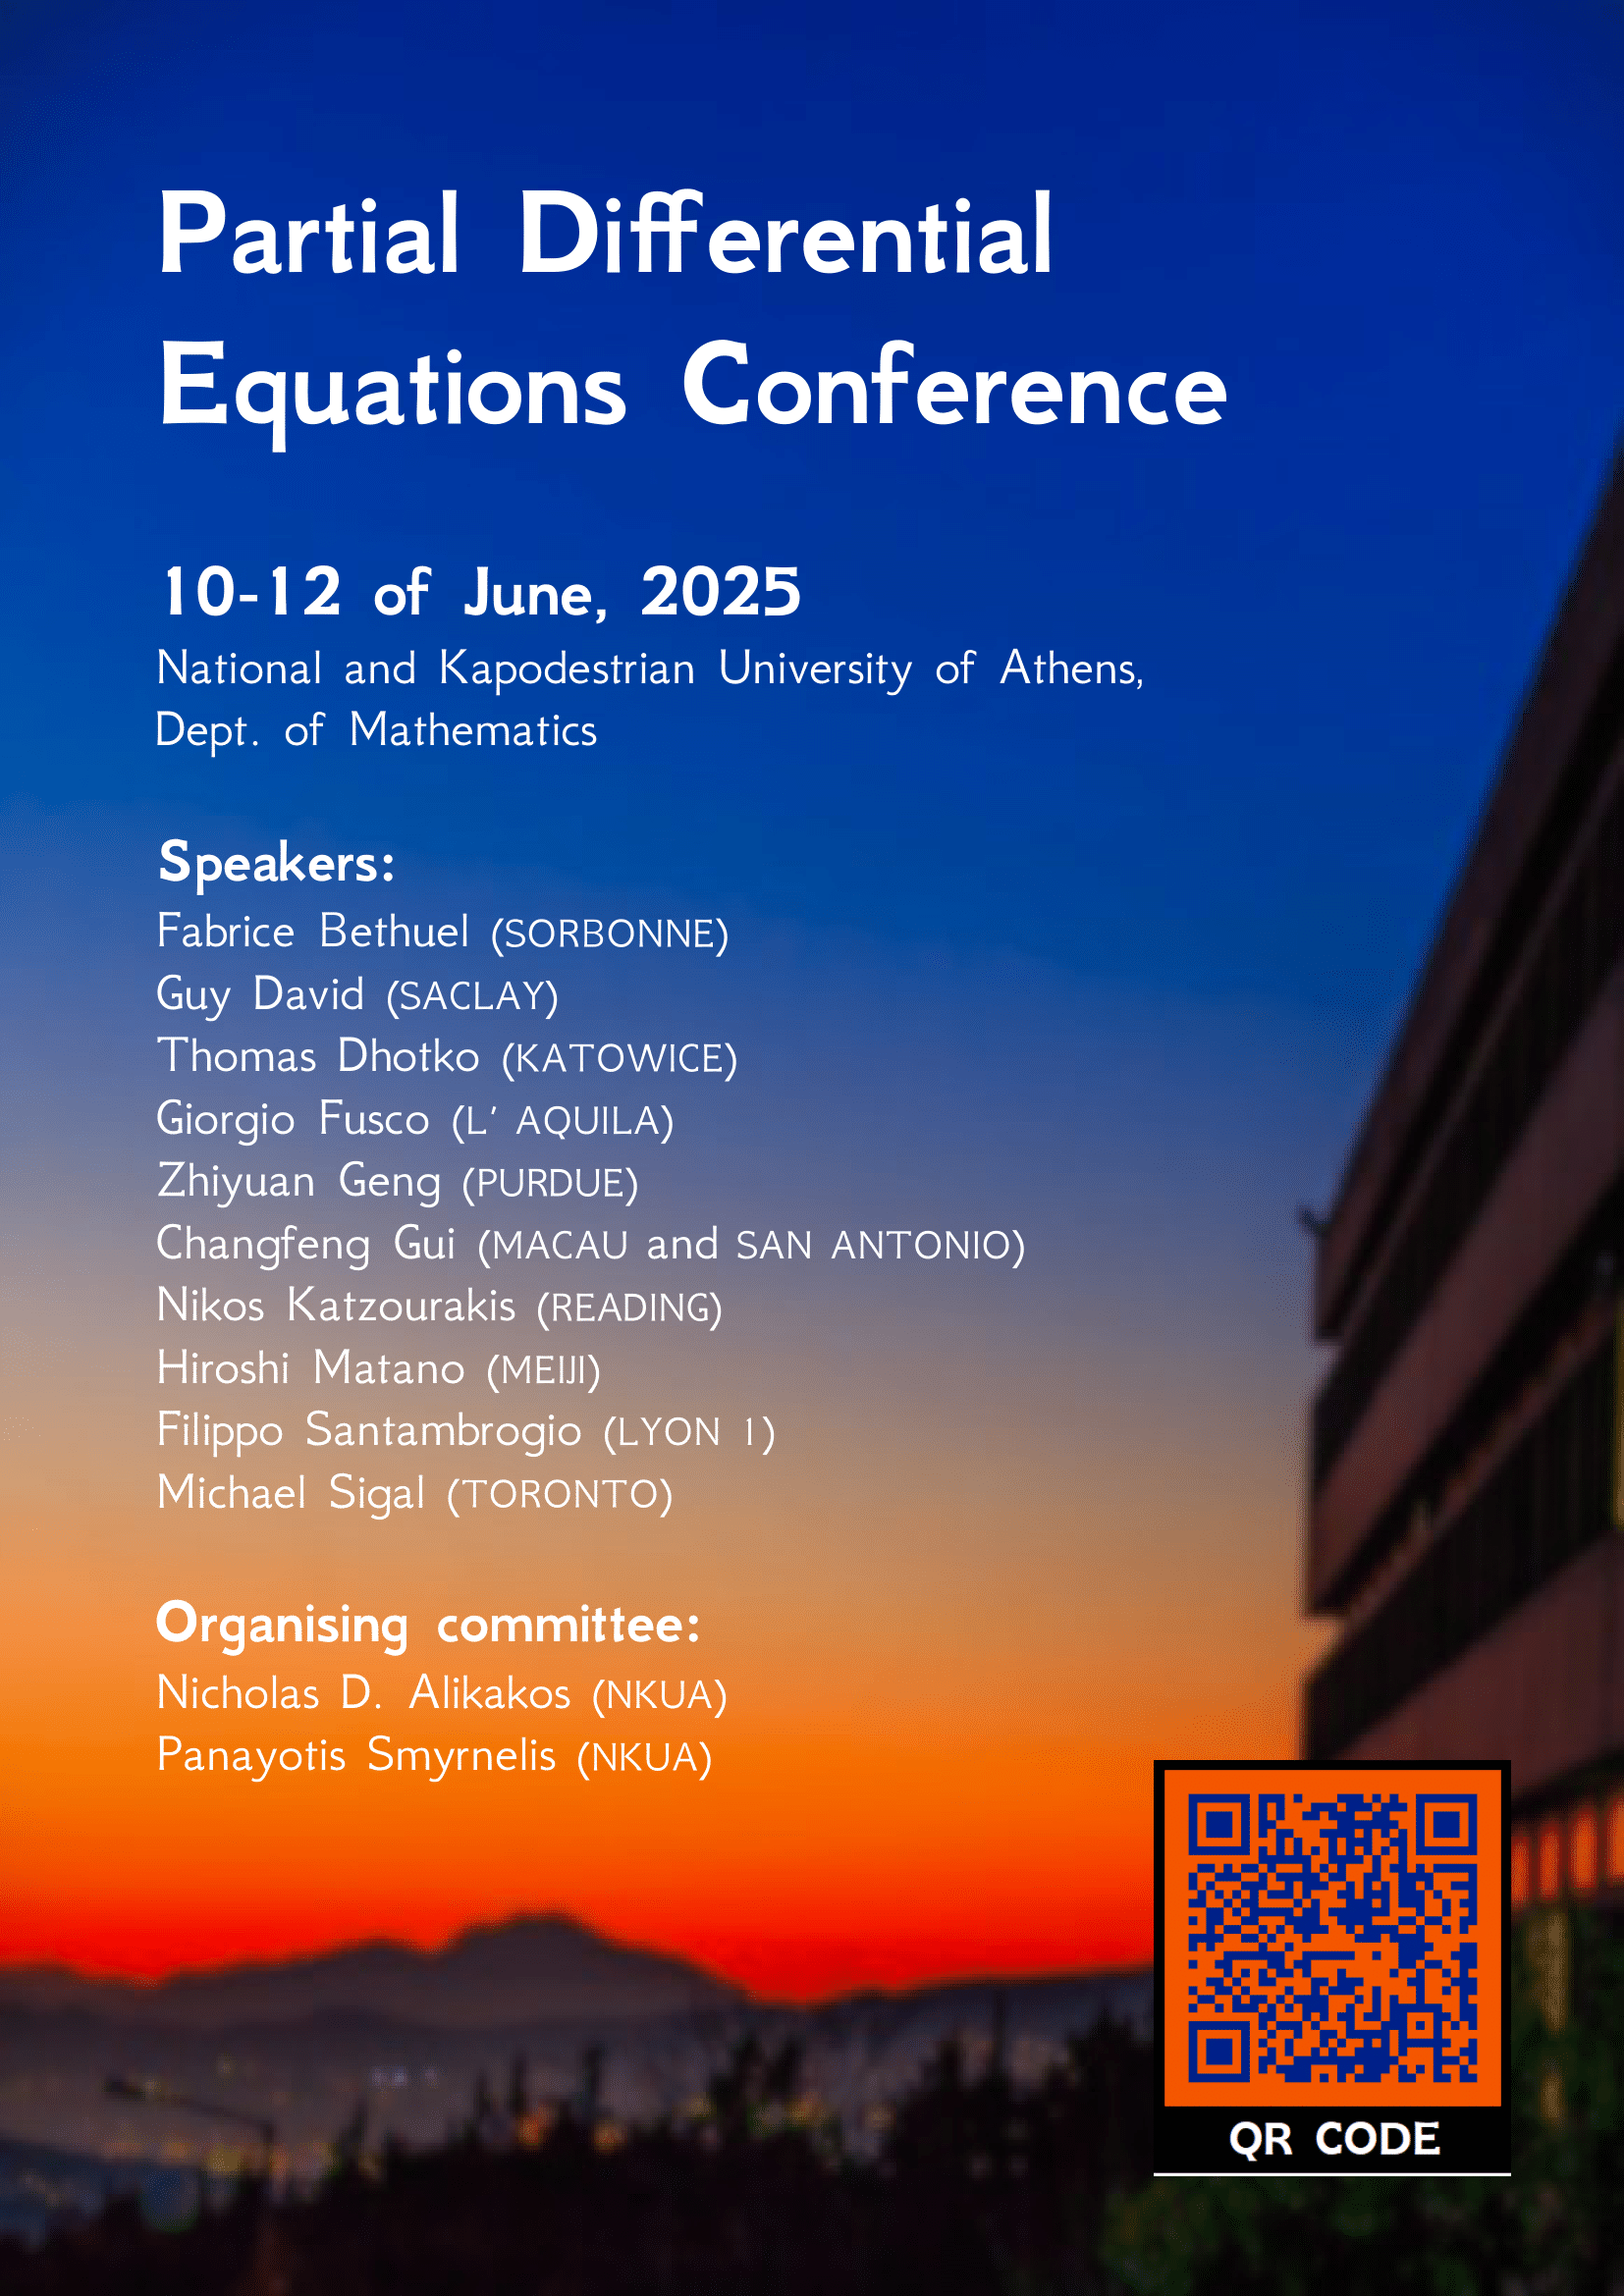 Partial Differential
Equations Conference
10-12 of June, 2025
National and Kapodestrian University of Athens,
Dept. of Mathematics
Speakers:
Fabrice Bethuel (SORBONNE)
Guy David (SACLAY)
Thomas Dhotko (KATOWICE)
Giorgio Fusco (L' AQUILA)
Zhiyuan Geng (PURDUE)
Changfeng Gui (MACAU and SAN ANTONIO)
Nikos Katzourakis (READING)
Hiroshi Matano (MEIJI)
Filippo Santambrogio (LYON 1)
Michael Sigal (TORONTO)
Organising committee:
Nicholas D. Alikakos (NKUA)
Panayotis Smyrnelis (NKUA)
QR CODE